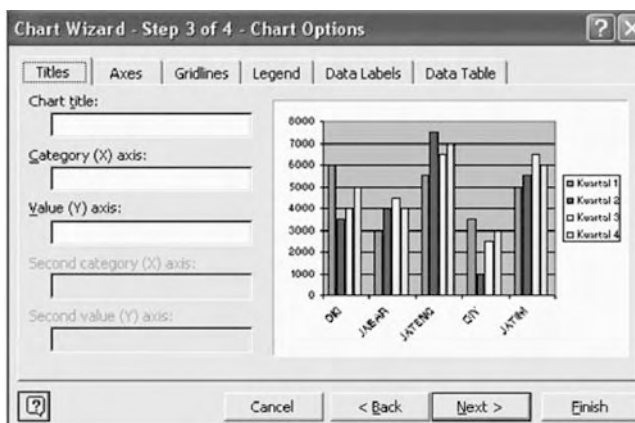 Chart Wizard - Step 3 of 4 - Chart Options
Titles Axes Gridlines Legend Data Labels Data Table
Chart title:
Category (X) axis:
Value (Y) axis:
Second category (X) axis:
Second value (Y) axis:
8000
7000
6000
5000
4000
3000
2000
1000
0
DKI JABAR JATENG DIY JATIM
Kwartal 1
Kwartal 2
Kwartal 3
Kwartal 4
Cancel < Back Next > Finish